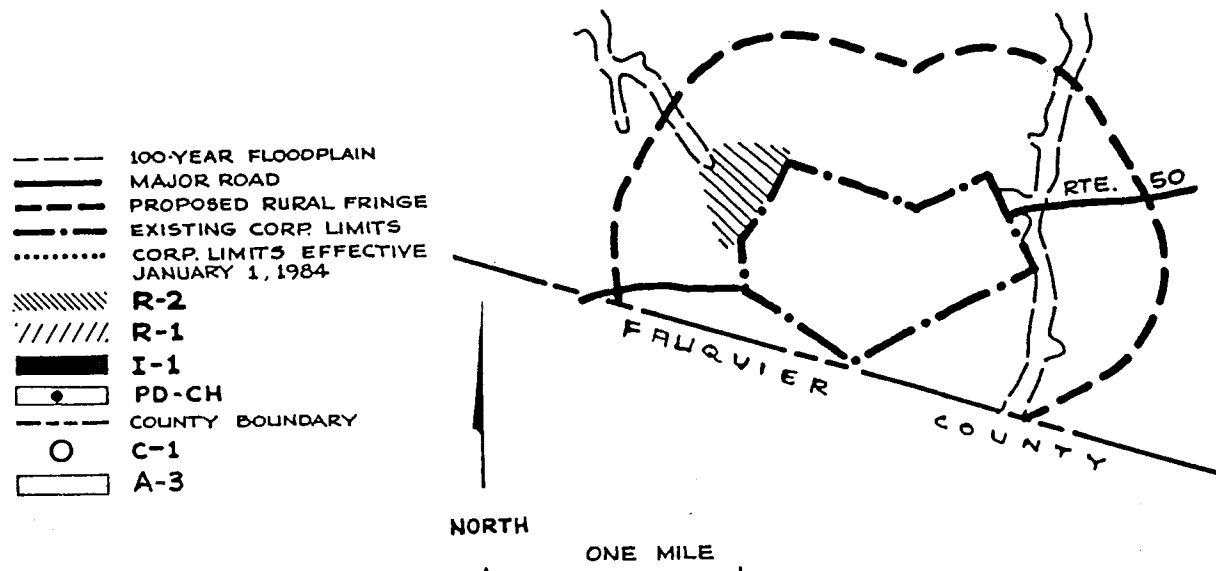 100-YEAR FLOODPLAIN
MAJOR ROAD
PROPOSED RURAL FRINGE
EXISTING CORP. LIMITS
CORP. LIMITS EFFECTIVE
JANUARY 1, 1984
R-2
R-1
I-1
PD-CH
COUNTY BOUNDARY
C-1
A-3
RTE. 50
FAUQUIER COUNTY
NORTH
ONE MILE